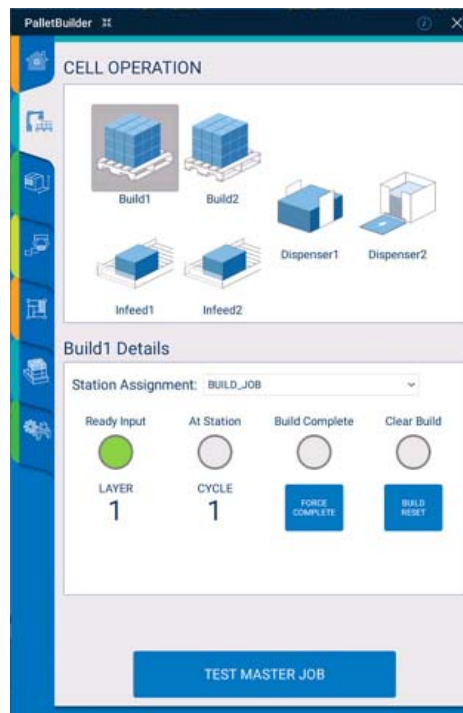 PalletBuilder
CELL OPERATION
Build1 Build2
Dispenser1 Dispenser2
Infeed1 Infeed2
Build1 Details
Station Assignment: BUILD_JOB
Ready Input At Station Build Complete Clear Build
LAYER CYCLE
1 1
FORCE
COMPLETE
BUILD
RESET
TEST MASTER JOB